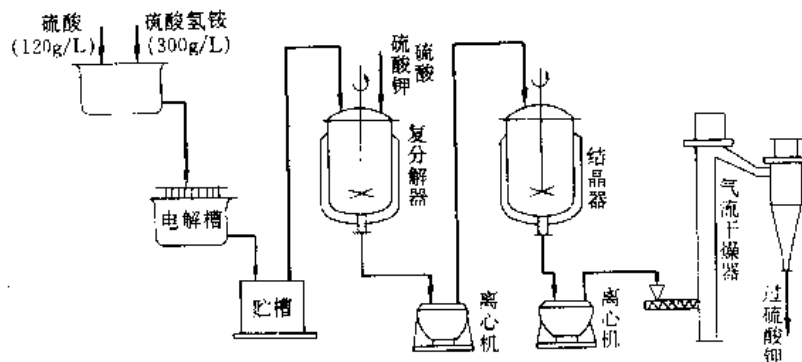 硫酸
(120g/L)
硫酸氢铵
(300g/L)
电解槽
贮槽
硫酸钾
硫酸
复分解器
离心机
结晶器
离心机
气流干燥器
过硫酸钾